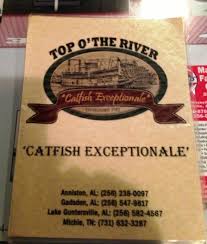 TOP O'THE RIVER
"Catfish Exceptionale"
'CATFISH EXCEPTIONALE'
Anniston, AL: (256) 238-0097
Gadsden, AL: (256) 547-9817
Lake Guntersville, AL: (256) 582-4567
Michie, TN: (731) 632-3287